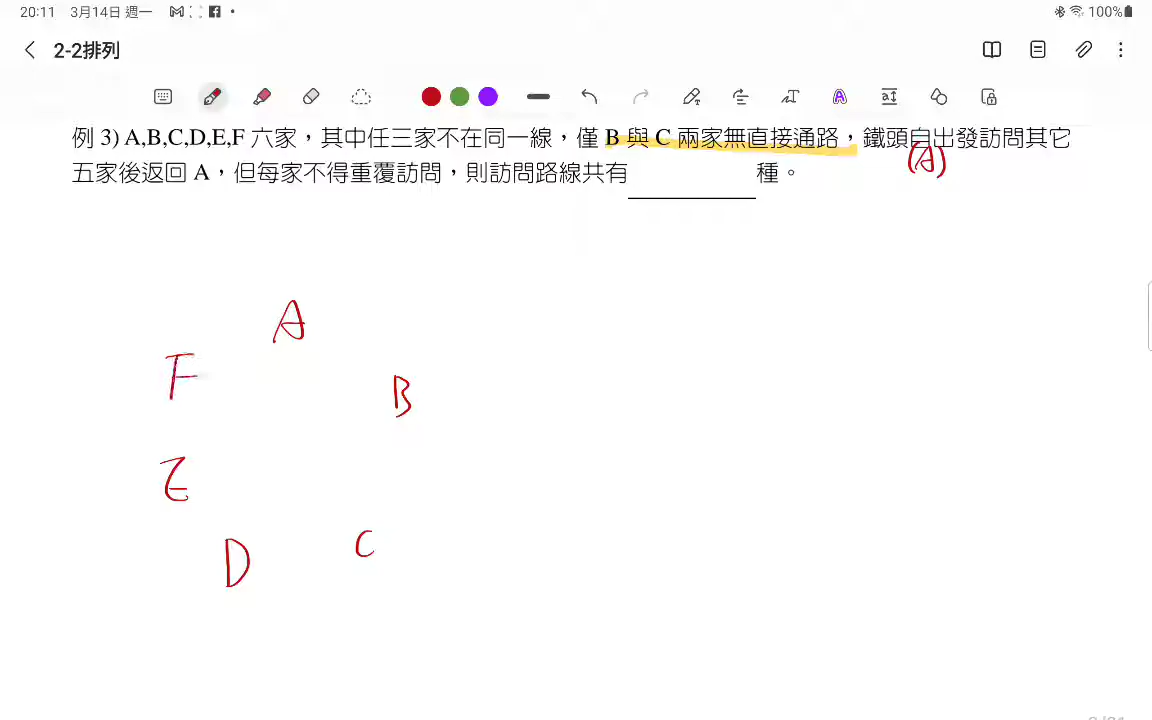 20:11 3月14日 週一 100%
2-2排列
例 3) A,B,C,D,E,F 六家，其中任三家不在同一線，僅 B 與 C 兩家無直接通路，鐵頭自出發訪問其它
(A)
五家後返回 A，但每家不得重覆訪問，則訪問路線共有 種。
A
F
B
E
C
D